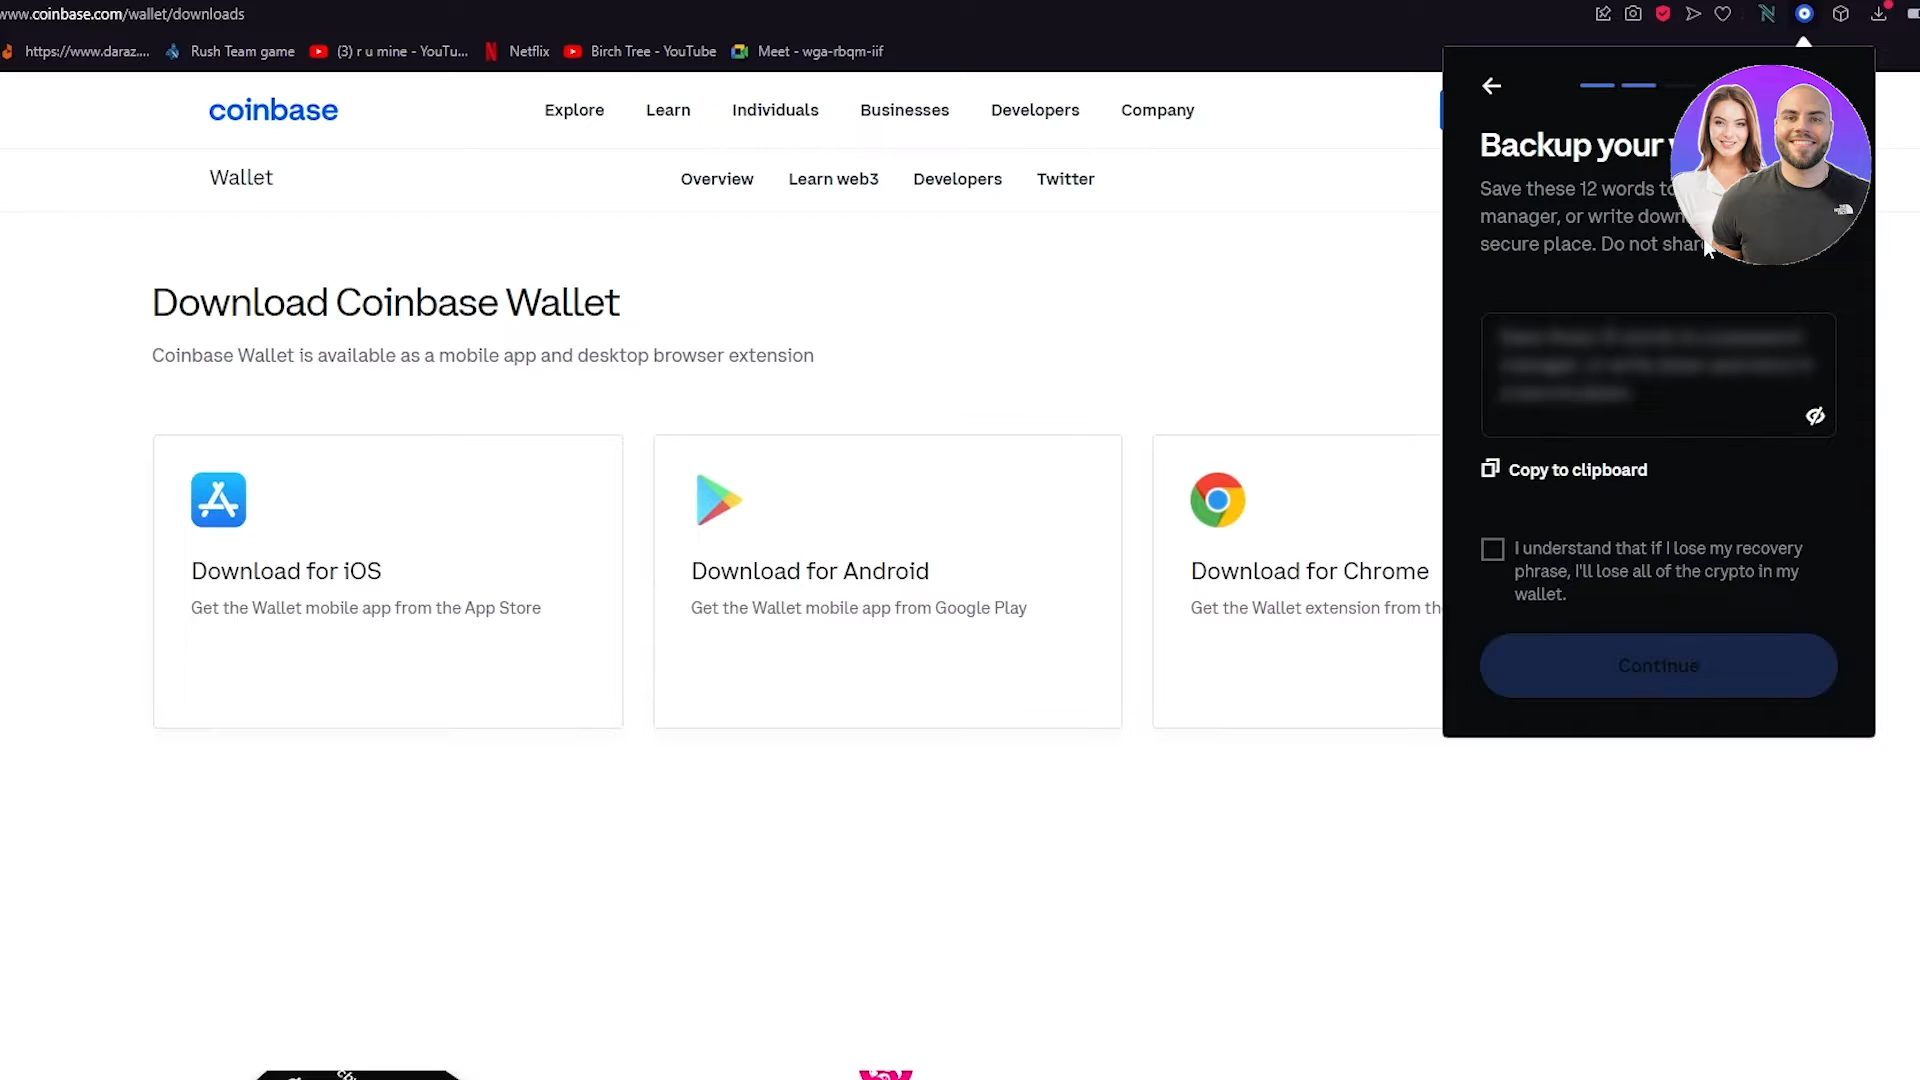 www.coinbase.com/wallet/downloads
https://www.daraz....
Rush Team game
(3) r u mine - YouTu...
Netflix
Birch Tree - YouTube
Meet - wga-rbqm-iif
coinbase
Explore
Learn
Individuals
Businesses
Developers
Company
Wallet
Overview
Learn web3
Developers
Twitter
Download Coinbase Wallet
Coinbase Wallet is available as a mobile app and desktop browser extension
Download for iOS
Get the Wallet mobile app from the App Store
Download for Android
Get the Wallet mobile app from Google Play
Download for Chrome
Get the Wallet extension from the
Backup your
Save these 12 words to
manager, or write down
secure place. Do not share
Copy to clipboard
I understand that if I lose my recovery
phrase, I'll lose all of the crypto in my
wallet.
Continue